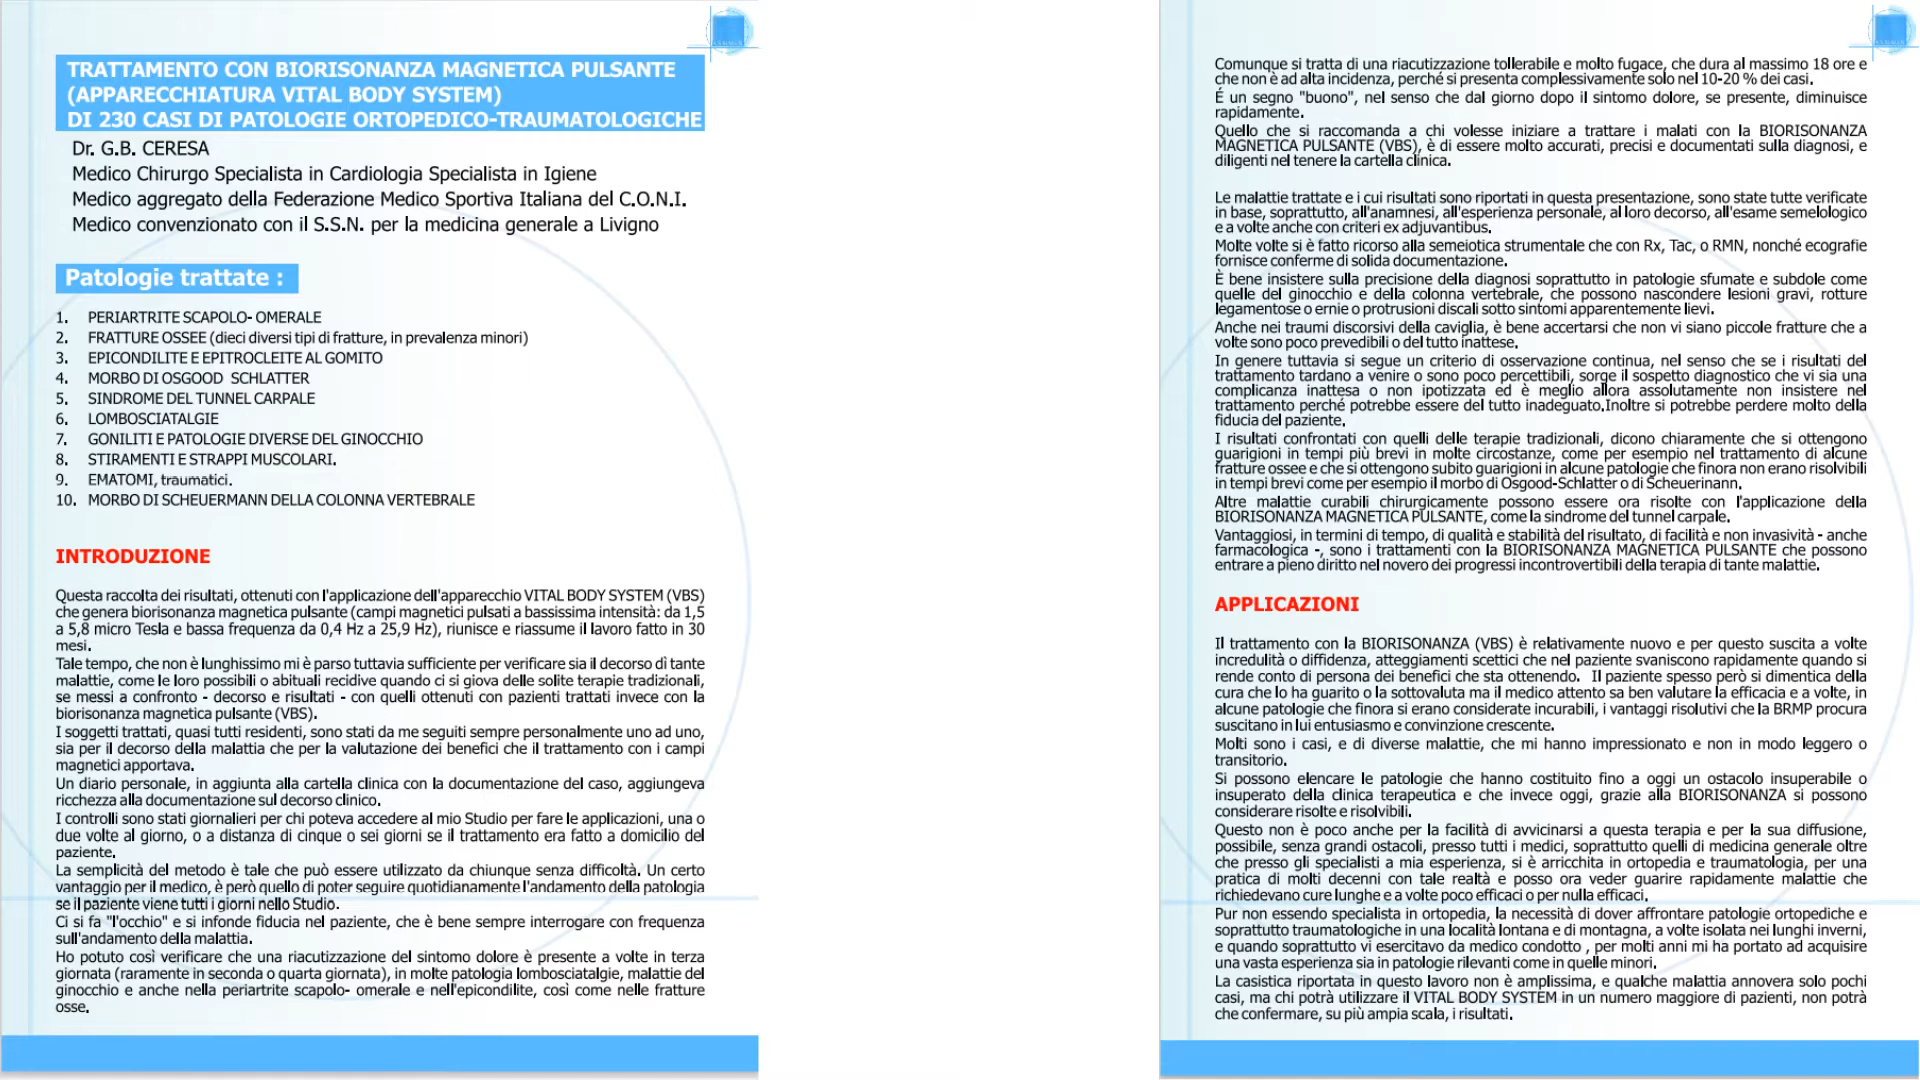 TRATTAMENTO CON BIORISONANZA MAGNETICA PULSANTE
(APPARECCHIATURA VITAL BODY SYSTEM)
DI 230 CASI DI PATOLOGIE ORTOPEDICO-TRAUMATOLOGICHE
Dr. G.B. CERESA
Medico Chirurgo Specialista in Cardiologia Specialista in Igiene
Medico aggregato della Federazione Medico Sportiva Italiana del C.O.N.I.
Medico convenzionato con il S.S.N. per la medicina generale a Livigno
Patologie trattate :
1. PERIARTRITE SCAPOLO- OMERALE
2. FRATTURE OSSEE (dieci diversi tipi di fratture, in prevalenza minori)
3. EPICONDILITE E EPITROCLEITE AL GOMITO
4. MORBO DI OSGOOD SCHLATTER
5. SINDROME DEL TUNNEL CARPALE
6. LOMBOSCIATALGIE
7. GONILITI E PATOLOGIE DIVERSE DEL GINOCCHIO
8. STIRAMENTI E STRAPPI MUSCOLARI.
9. EMATOMI, traumatici.
10. MORBO DI SCHEUERMANN DELLA COLONNA VERTEBRALE
INTRODUZIONE
Questa raccolta dei risultati, ottenuti con l'applicazione dell'apparecchio VITAL BODY SYSTEM (VBS)
che genera biorisonanza magnetica pulsante (campi magnetici pulsati a bassissima intensità: da 1,5
a 5,8 micro Tesla e bassa frequenza da 0,4 Hz a 25,9 Hz), riunisce e riassume il lavoro fatto in 30
mesi.
Tale tempo, che non è lunghissimo mi è parso tuttavia sufficiente per verificare sia il decorso dì tante
malattie, come le loro possibili o abituali recidive quando ci si giova delle solite terapie tradizionali,
se messi a confronto - decorso e risultati - con quelli ottenuti con pazienti trattati invece con la
biorisonanza magnetica pulsante (VBS).
I soggetti trattati, quasi tutti residenti, sono stati da me seguiti sempre personalmente uno ad uno,
sia per il decorso della malattia che per la valutazione dei benefici che il trattamento con i campi
magnetici apportava.
Un diario personale, in aggiunta alla cartella clinica con la documentazione del caso, aggiungeva
ricchezza alla documentazione sul decorso clinico.
I controlli sono stati giornalieri per chi poteva accedere al mio Studio per fare le applicazioni, una o
due volte al giorno, o a distanza di cinque o sei giorni se il trattamento era fatto a domicilio del
paziente.
La semplicità del metodo è tale che può essere utilizzato da chiunque senza difficoltà. Un certo
vantaggio per il medico, è però quello di poter seguire quotidianamente l'andamento della patologia
se il paziente viene tutti i giorni nello Studio.
Ci si fa "l'occhio" e si infonde fiducia nel paziente, che è bene sempre interrogare con frequenza
sull'andamento della malattia.
Ho potuto così verificare che una riacutizzazione del sintomo dolore è presente a volte in terza
giornata (raramente in seconda o quarta giornata), in molte patologia lombosciatalgie, malattie del
ginocchio e anche nella periartrite scapolo- omerale e nell'epicondilite, così come nelle fratture
osse.
Comunque si tratta di una riacutizzazione tollerabile e molto fugace, che dura al massimo 18 ore e
che non è ad alta incidenza, perché si presenta complessivamente solo nel 10-20 % dei casi.
É un segno "buono", nel senso che dal giorno dopo il sintomo dolore, se presente, diminuisce
rapidamente.
Quello che si raccomanda a chi volesse iniziare a trattare i malati con la BIORISONANZA
MAGNETICA PULSANTE (VBS), è di essere molto accurati, precisi e documentati sulla diagnosi, e
diligenti nel tenere la cartella clinica.
Le malattie trattate e i cui risultati sono riportati in questa presentazione, sono state tutte verificate
in base, soprattutto, all'anamnesi, all'esperienza personale, al loro decorso, all'esame semelologico
e a volte anche con criteri ex adjuvantibus.
Molte volte si è fatto ricorso alla semeiotica strumentale che con Rx, Tac, o RMN, nonché ecografie
fornisce conferme di solida documentazione.
È bene insistere sulla precisione della diagnosi soprattutto in patologie sfumate e subdole come
quelle del ginocchio e della colonna vertebrale, che possono nascondere lesioni gravi, rotture
legamentose o ernie o protrusioni discali sotto sintomi apparentemente lievi.
Anche nei traumi discorsivi della caviglia, è bene accertarsi che non vi siano piccole fratture che a
volte sono poco prevedibili o del tutto inattese.
In genere tuttavia si segue un criterio di osservazione continua, nel senso che se i risultati del
trattamento tardano a venire o sono poco percettibili, sorge il sospetto diagnostico che vi sia una
complicanza inattesa o non ipotizzata ed è meglio allora assolutamente non insistere nel
trattamento perché potrebbe essere del tutto inadeguato.Inoltre si potrebbe perdere molto della
fiducia del paziente.
I risultati confrontati con quelli delle terapie tradizionali, dicono chiaramente che si ottengono
guarigioni in tempi più brevi in molte circostanze, come per esempio nel trattamento di alcune
fratture ossee e che si ottengono subito guarigioni in alcune patologie che finora non erano risolvibili
in tempi brevi come per esempio il morbo di Osgood-Schlatter o di Scheuerinann.
Altre malattie curabili chirurgicamente possono essere ora risolte con l'applicazione della
BIORISONANZA MAGNETICA PULSANTE, come la sindrome del tunnel carpale.
Vantaggiosi, in termini di tempo, di qualità e stabilità del risultato, di facilità e non invasività - anche
farmacologica -, sono i trattamenti con la BIORISONANZA MAGNETICA PULSANTE che possono
entrare a pieno diritto nel novero dei progressi incontrovertibili della terapia di tante malattie.
APPLICAZIONI
Il trattamento con la BIORISONANZA (VBS) è relativamente nuovo e per questo suscita a volte
incredulità o diffidenza, atteggiamenti scettici che nel paziente svaniscono rapidamente quando si
rende conto di persona dei benefici che sta ottenendo. Il paziente spesso però si dimentica della
cura che lo ha guarito o la sottovaluta ma il medico attento sa ben valutare la efficacia e a volte, in
alcune patologie che finora si erano considerate incurabili, i vantaggi risolutivi che la BRMP procura
suscitano in lui entusiasmo e convinzione crescente.
Molti sono i casi, e di diverse malattie, che mi hanno impressionato e non in modo leggero o
transitorio.
Si possono elencare le patologie che hanno costituito fino a oggi un ostacolo insuperabile o
insuperato della clinica terapeutica e che invece oggi, grazie alla BIORISONANZA si possono
considerare risolte e risolvibili.
Questo non è poco anche per la facilità di avvicinarsi a questa terapia e per la sua diffusione,
possibile, senza grandi ostacoli, presso tutti i medici, soprattutto quelli di medicina generale oltre
che presso gli specialisti a mia esperienza, si è arricchita in ortopedia e traumatologia, per una
pratica di molti decenni con tale realtà e posso ora veder guarire rapidamente malattie che
richiedevano cure lunghe e a volte poco efficaci o per nulla efficaci.
Pur non essendo specialista in ortopedia, la necessità di dover affrontare patologie ortopediche e
soprattutto traumatologiche in una località lontana e di montagna, a volte isolata nei lunghi inverni,
e quando soprattutto vi esercitavo da medico condotto , per molti anni mi ha portato ad acquisire
una vasta esperienza sia in patologie rilevanti come in quelle minori.
La casistica riportata in questo lavoro non è amplissima, e qualche malattia annovera solo pochi
casi, ma chi potrà utilizzare il VITAL BODY SYSTEM in un numero maggiore di pazienti, non potrà
che confermare, su più ampia scala, i risultati.